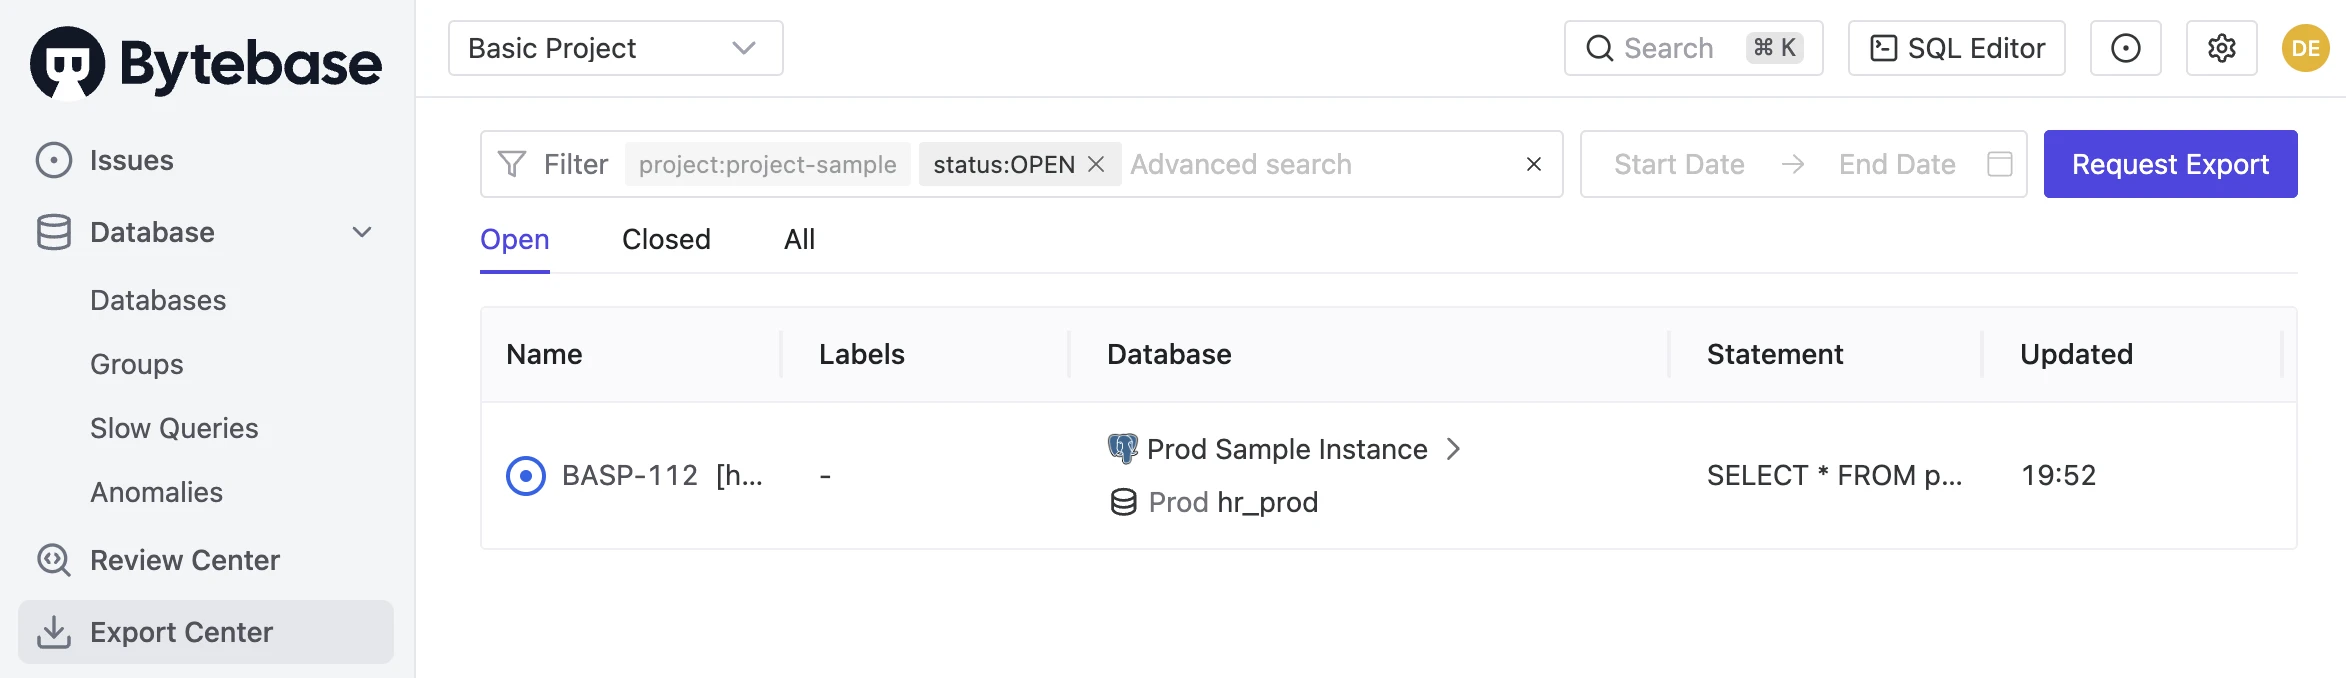 Bytebase
Issues
Database
Databases
Groups
Slow Queries
Anomalies
Review Center
Export Center
Basic Project
Search ⌘ K
SQL Editor
DE
Filter project:project-sample status:OPEN Advanced search
Start Date → End Date
Request Export
Open Closed All
Name Labels Database Statement Updated
BASP-112 [h... - Prod Sample Instance SELECT * FROM p... 19:52
Prod hr_prod